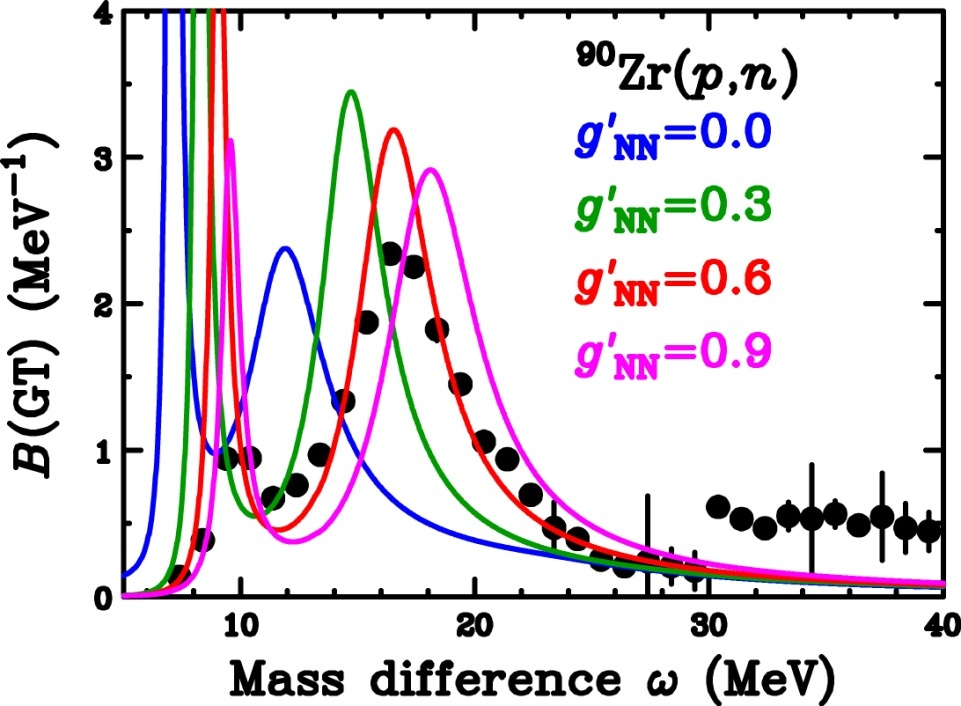 4
3
2
1
0
B(GT) (MeV⁻¹)
⁹⁰Zr(p,n)
g′NN=0.0
g′NN=0.3
g′NN=0.6
g′NN=0.9
10 20 30 40
Mass difference ω (MeV)